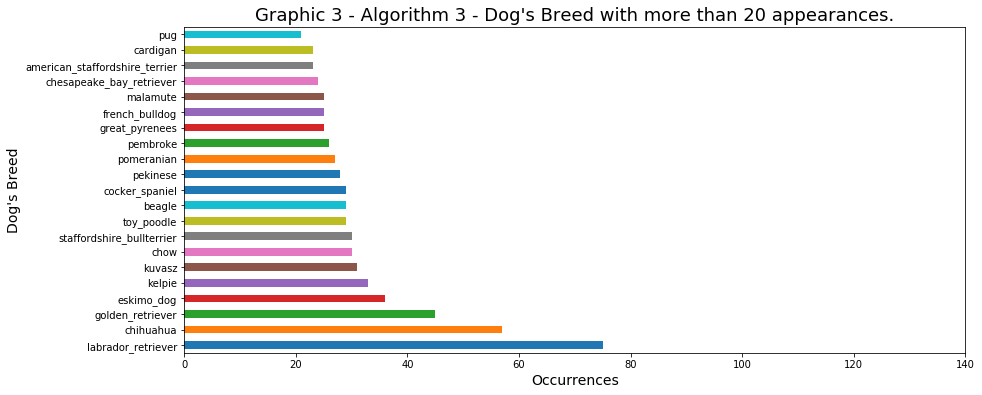 Graphic 3 - Algorithm 3 - Dog's Breed with more than 20 appearances.
Dog's Breed
pug
cardigan
american_staffordshire_terrier
chesapeake_bay_retriever
malamute
french_bulldog
great_pyrenees
pembroke
pomeranian
pekinese
cocker_spaniel
beagle
toy_poodle
staffordshire_bullterrier
chow
kuvasz
kelpie
eskimo_dog
golden_retriever
chihuahua
labrador_retriever
0 20 40 60 80 100 120 140
Occurrences